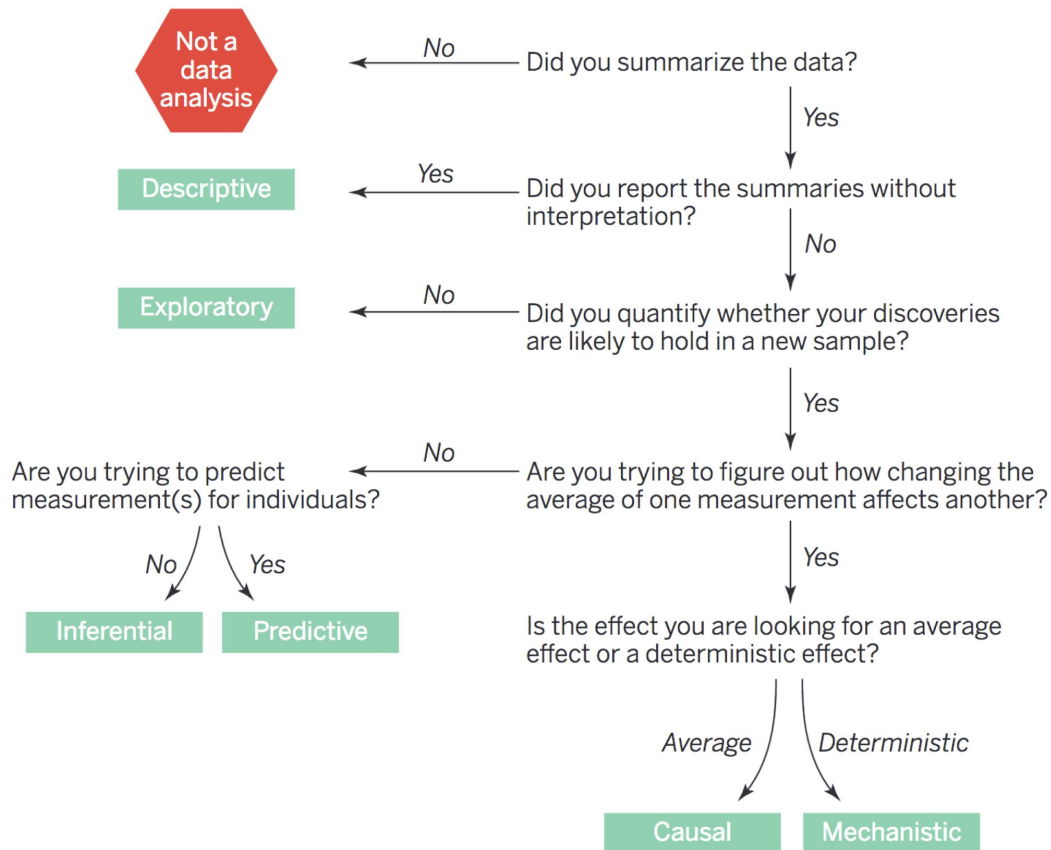 Not a
data
analysis
No
Did you summarize the data?
Yes
Descriptive
Yes
Did you report the summaries without
interpretation?
No
Exploratory
No
Did you quantify whether your discoveries
are likely to hold in a new sample?
Yes
Are you trying to predict
measurement(s) for individuals?
No
Are you trying to figure out how changing the
average of one measurement affects another?
No
Yes
Yes
Inferential
Predictive
Is the effect you are looking for an average
effect or a deterministic effect?
Average
Deterministic
Causal
Mechanistic